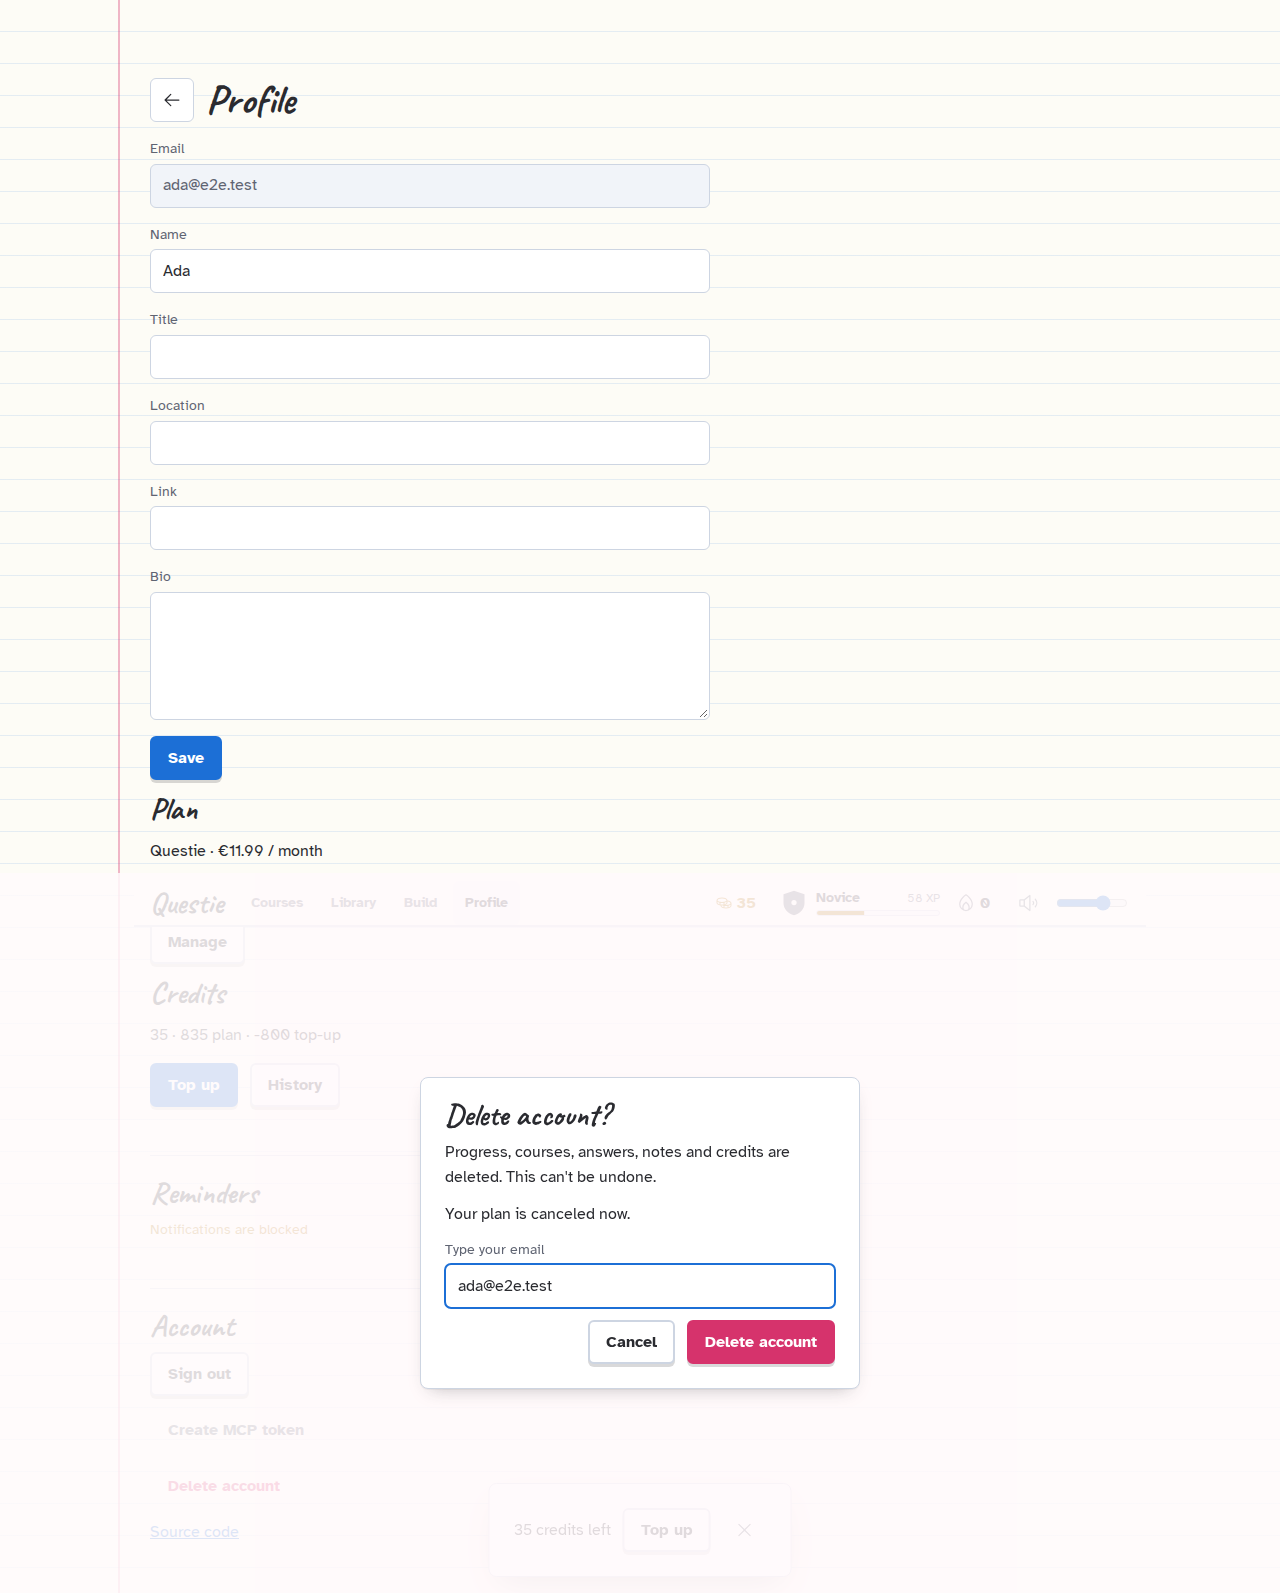 Profile
Email
ada@e2e.test
Name
Ada
Title
Location
Link
Bio
Save
Plan
Questie · €11.99 / month
Questie Courses Library Build Profile 35 Novice 58 XP 0
Manage
Credits
35 · 835 plan · -800 top-up
Top up History
Reminders
Notifications are blocked
Account
Sign out
Create MCP token
Delete account
Source code
Delete account?
Progress, courses, answers, notes and credits are
deleted. This can't be undone.
Your plan is canceled now.
Type your email
ada@e2e.test
Cancel Delete account
35 credits left Top up